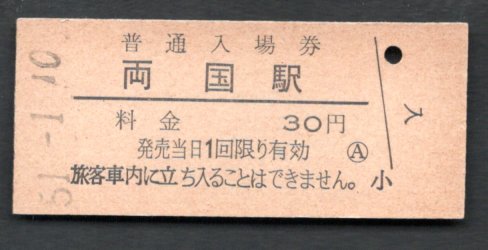 普通入場券
両国駅
料金 30円
発売当日1回限り有効 Ⓐ
旅客車内に立ち入ることはできません。
小
入
51.-1.10